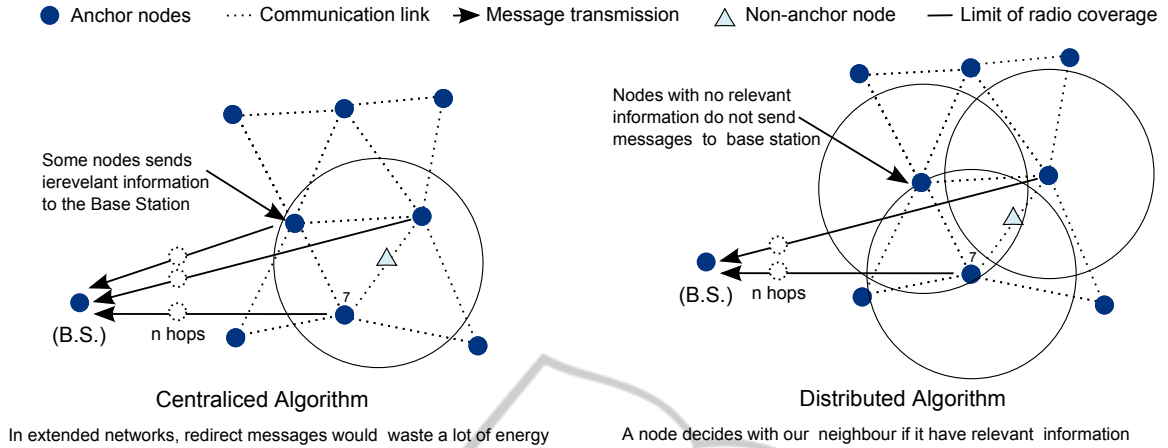 Anchor nodes Communication link Message transmission Non-anchor node Limit of radio coverage
Some nodes sends
ierevelant information
to the Base Station
7
(B.S.)
n hops
Centraliced Algorithm
In extended networks, redirect messages would waste a lot of energy
Nodes with no relevant
information do not send
messages to base station
7
(B.S.)
n hops
Distributed Algorithm
A node decides with our neighbour if it have relevant information